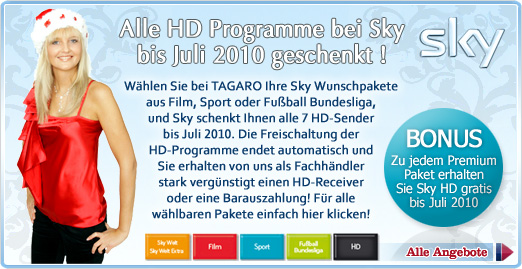 Alle HD Programme bei Sky
bis Juli 2010 geschenkt !
sky
Wählen Sie bei TAGARO Ihre Sky Wunschpakete
aus Film, Sport oder Fußball Bundesliga,
und Sky schenkt Ihnen alle 7 HD-Sender
bis Juli 2010. Die Freischaltung der
HD-Programme endet automatisch und
Sie erhalten von uns als Fachhändler
stark vergünstigt einen HD-Receiver
oder eine Barauszahlung! Für alle
wählbaren Pakete einfach hier klicken!
BONUS
Zu jedem Premium
Paket erhalten
Sie Sky HD gratis
bis Juli 2010
Sky Welt
Sky Welt Extra
Film
Sport
Fußball
Bundesliga
HD
Alle Angebote